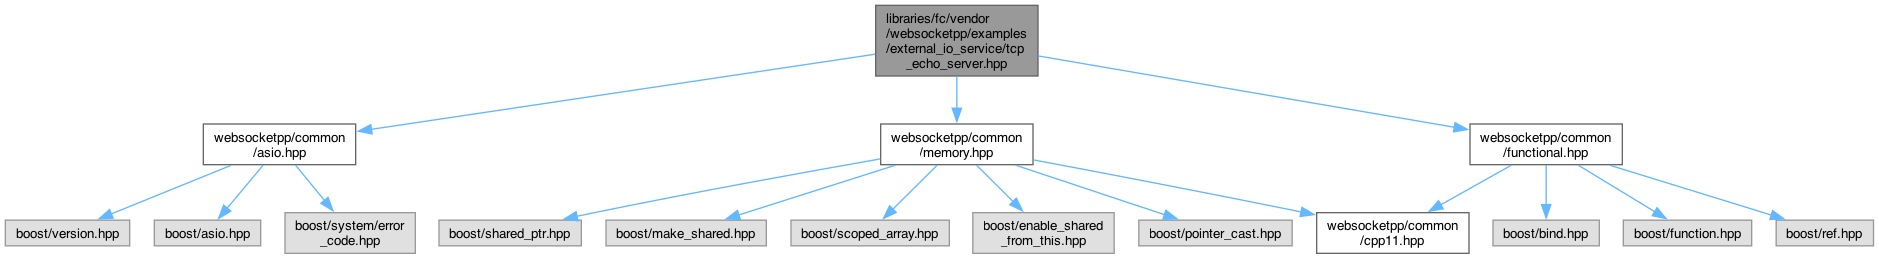 libraries/fc/vendor
/websocketpp/examples
/external_io_service/tcp
_echo_server.hpp
websocketpp/common
/asio.hpp
websocketpp/common
/memory.hpp
websocketpp/common
/functional.hpp
boost/version.hpp
boost/asio.hpp
boost/system/error
_code.hpp
boost/shared_ptr.hpp
boost/make_shared.hpp
boost/scoped_array.hpp
boost/enable_shared
_from_this.hpp
boost/pointer_cast.hpp
websocketpp/common
/cpp11.hpp
boost/bind.hpp
boost/function.hpp
boost/ref.hpp